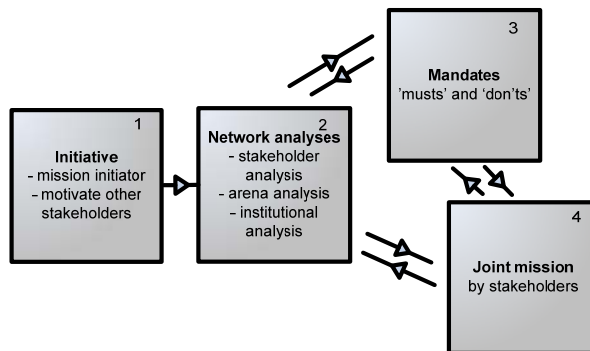 1
Initiative
- mission initiator
- motivate other
stakeholders
2
Network analyses
- stakeholder
analysis
- arena analysis
- institutional
analysis
3
Mandates
'musts' and 'don'ts'
4
Joint mission
by stakeholders